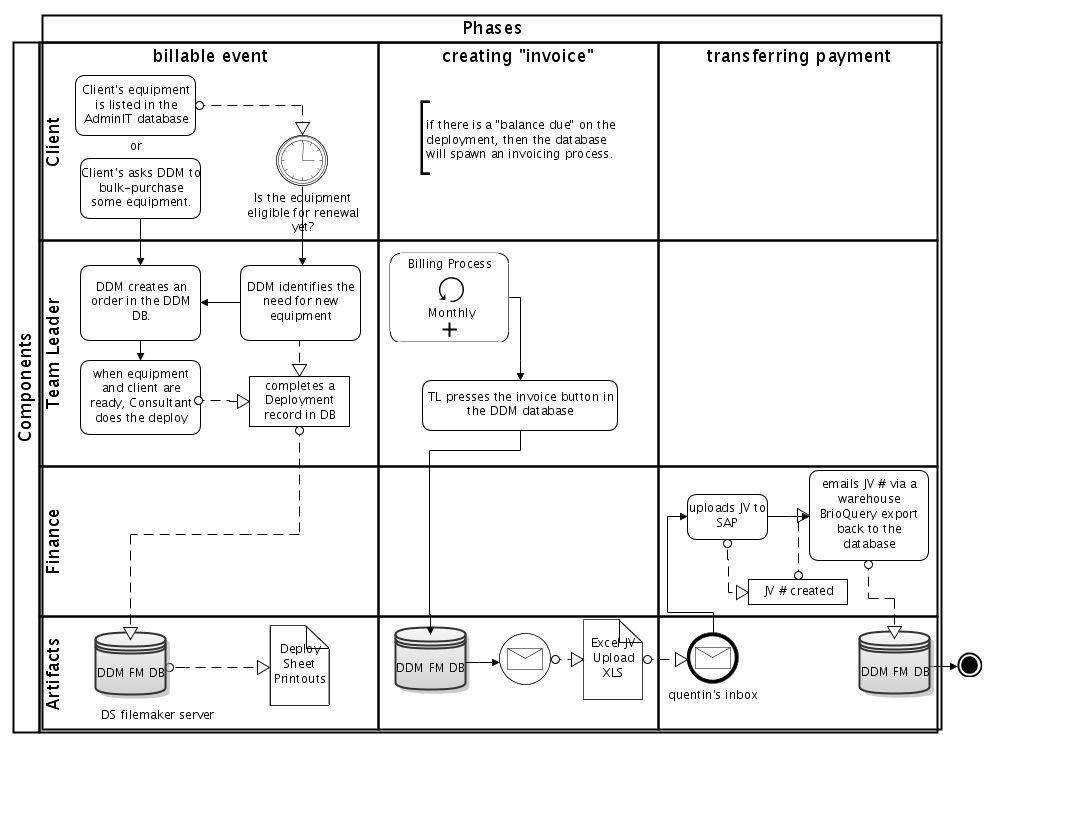 Phases
billable event
creating "invoice"
transferring payment
Components
Client
Client's equipment
is listed in the
AdminIT database
or
Client's asks DDM to
bulk-purchase
some equipment.
Is the equipment
eligible for renewal
yet?
if there is a "balance due" on the
deployment, then the database
will spawn an invoicing process.
Team Leader
DDM creates an
order in the DDM
DB.
DDM identifies the
need for new
equipment
when equipment
and client are
ready, Consultant
does the deploy
completes a
Deployment
record in DB
Billing Process
Monthly
TL presses the invoice button in
the DDM database
Finance
uploads JV to
SAP
emails JV # via a
warehouse
BrioQuery export
back to the
database
JV # created
Artifacts
DDM FM DB
DS filemaker server
Deploy
Sheet
Printouts
DDM FM DB
Excel JV
Upload
XLS
quentin's inbox
DDM FM DB